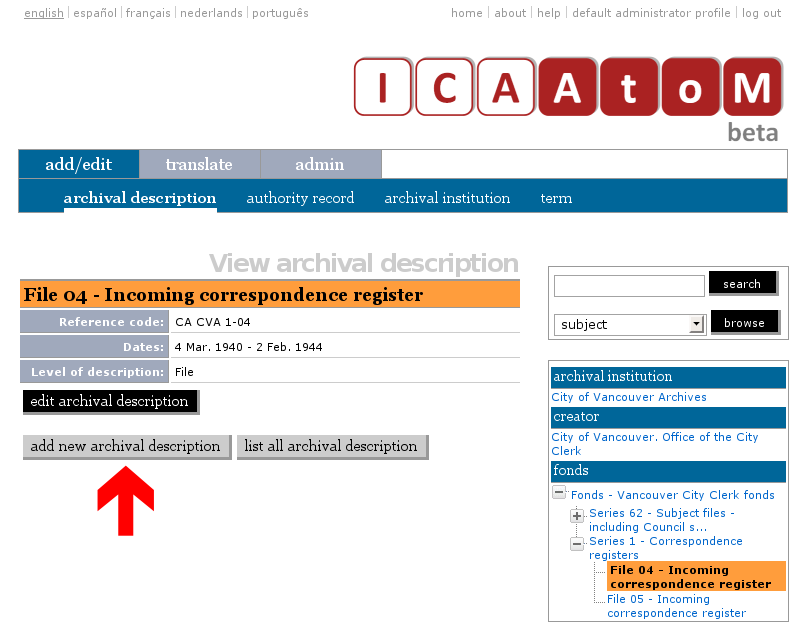 english español français nederlands português
home about help default administrator profile log out
ICAAtoM
beta
add/edit translate admin
archival description authority record archival institution term
View archival description
File 04 - Incoming correspondence register
Reference code: CA CVA 1-04
Dates: 4 Mar. 1940 - 2 Feb. 1944
Level of description: File
edit archival description
add new archival description list all archival description
search
subject browse
archival institution
City of Vancouver Archives
creator
City of Vancouver. Office of the City
Clerk
fonds
Fonds - Vancouver City Clerk fonds
Series 62 - Subject files -
including Council s...
Series 1 - Correspondence
registers
File 04 - Incoming
correspondence register
File 05 - Incoming
correspondence register